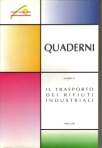 QUADERNI
IL TRASPORTO
DEI RIFIUTI
INDUSTRIALI